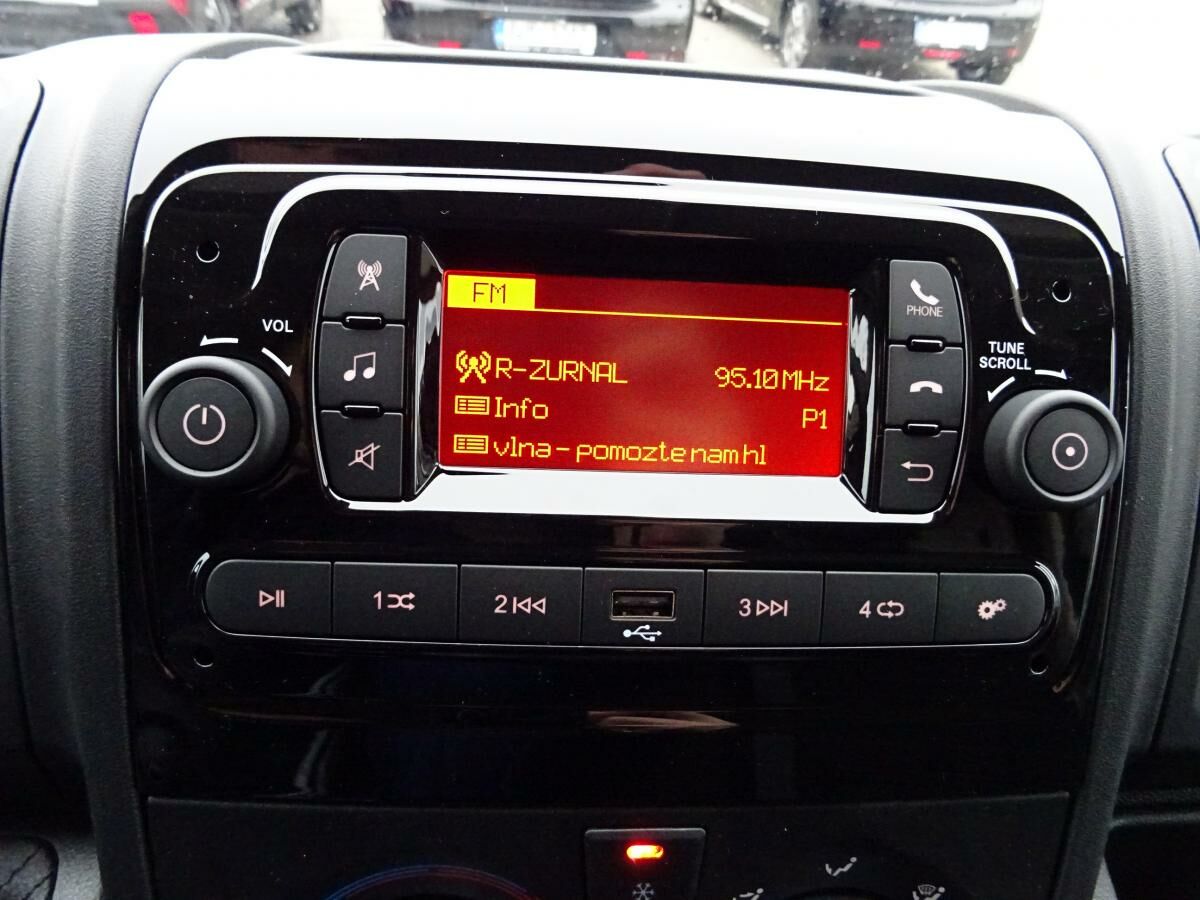 FM
VOL
PHONE
R-ZURNAL 95.10 MHz
TUNE
SCROLL
Info P1
vlna - pomozte nam hl
1
2
3
4